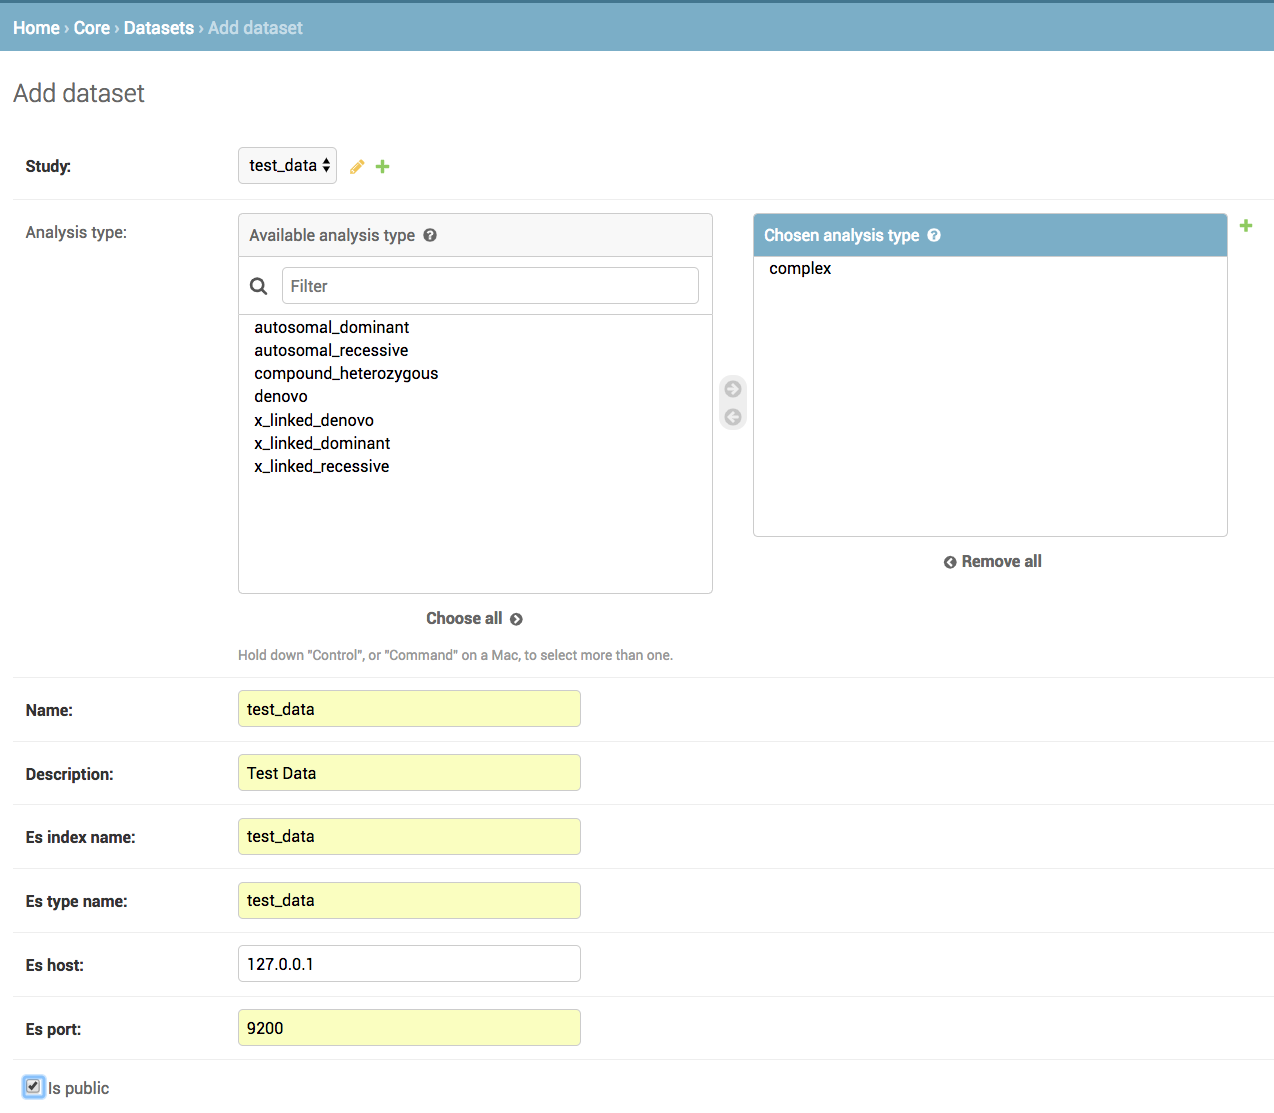 Home › Core › Datasets › Add dataset
Add dataset
Study:
test_data
Analysis type:
Available analysis type
Filter
autosomal_dominant
autosomal_recessive
compound_heterozygous
denovo
x_linked_denovo
x_linked_dominant
x_linked_recessive
Choose all
Chosen analysis type
complex
Remove all
Hold down "Control", or "Command" on a Mac, to select more than one.
Name:
test_data
Description:
Test Data
Es index name:
test_data
Es type name:
test_data
Es host:
127.0.0.1
Es port:
9200
Is public